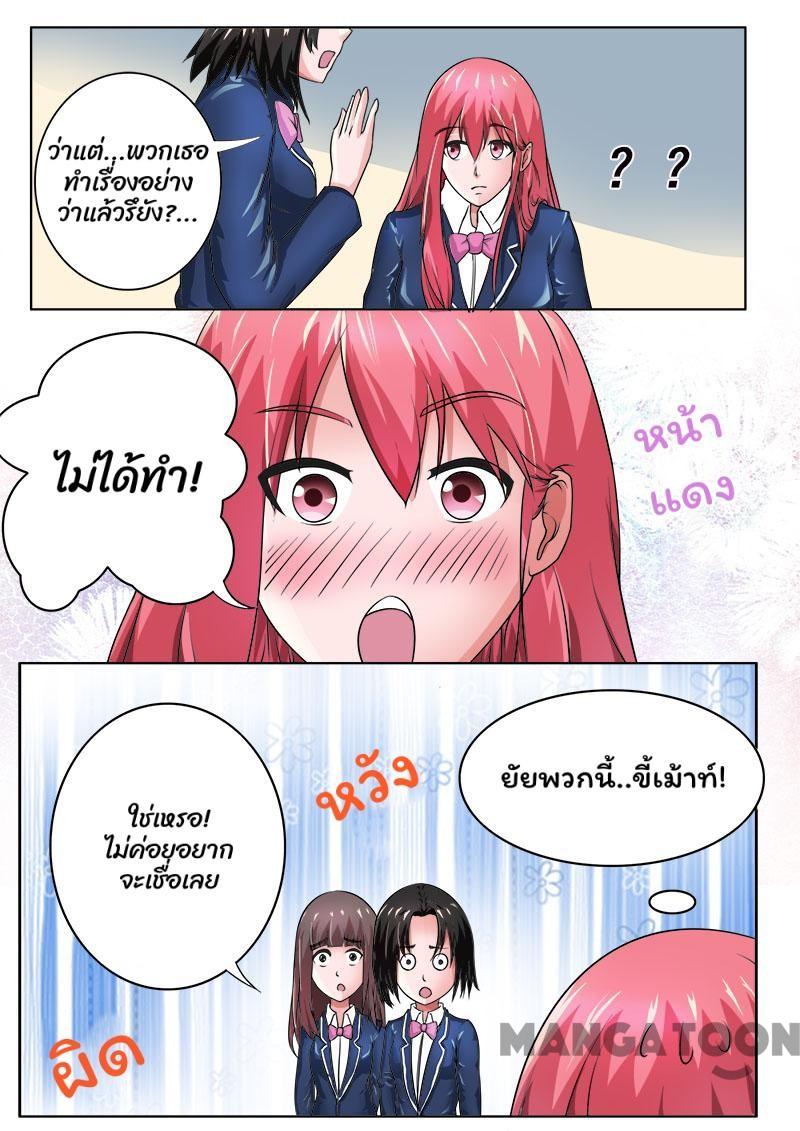 ว่าแต่...พวกเธอ
ทำเรื่องอย่าง
ว่าแล้วรึยัง?...
? ?
ไม่ได้ทำ!
หน้า
แดง
ยัยพวกนี้..ขี้เม้าท์!
หวัง
ใช่เหรอ!
ไม่ค่อยอยาก
จะเชื่อเลย
ผิด
MANGATOON